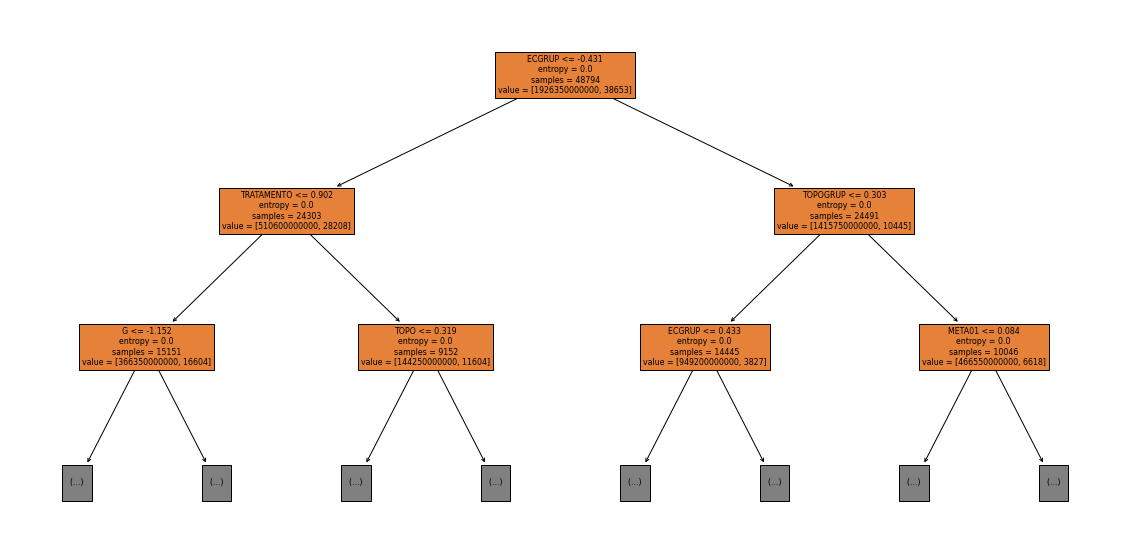 ECGRUP <= -0.431
entropy = 0.0
samples = 48794
value = [1926350000000, 38653]
TRATAMENTO <= 0.902
entropy = 0.0
samples = 24303
value = [510600000000, 28208]
TOPOGRUP <= 0.303
entropy = 0.0
samples = 24491
value = [1415750000000, 10445]
G <= -1.152
entropy = 0.0
samples = 15151
value = [366350000000, 16604]
TOPO <= 0.319
entropy = 0.0
samples = 9152
value = [144250000000, 11604]
ECGRUP <= 0.433
entropy = 0.0
samples = 14445
value = [949200000000, 3827]
META01 <= 0.084
entropy = 0.0
samples = 10046
value = [466550000000, 6618]
(...)
(...)
(...)
(...)
(...)
(...)
(...)
(...)